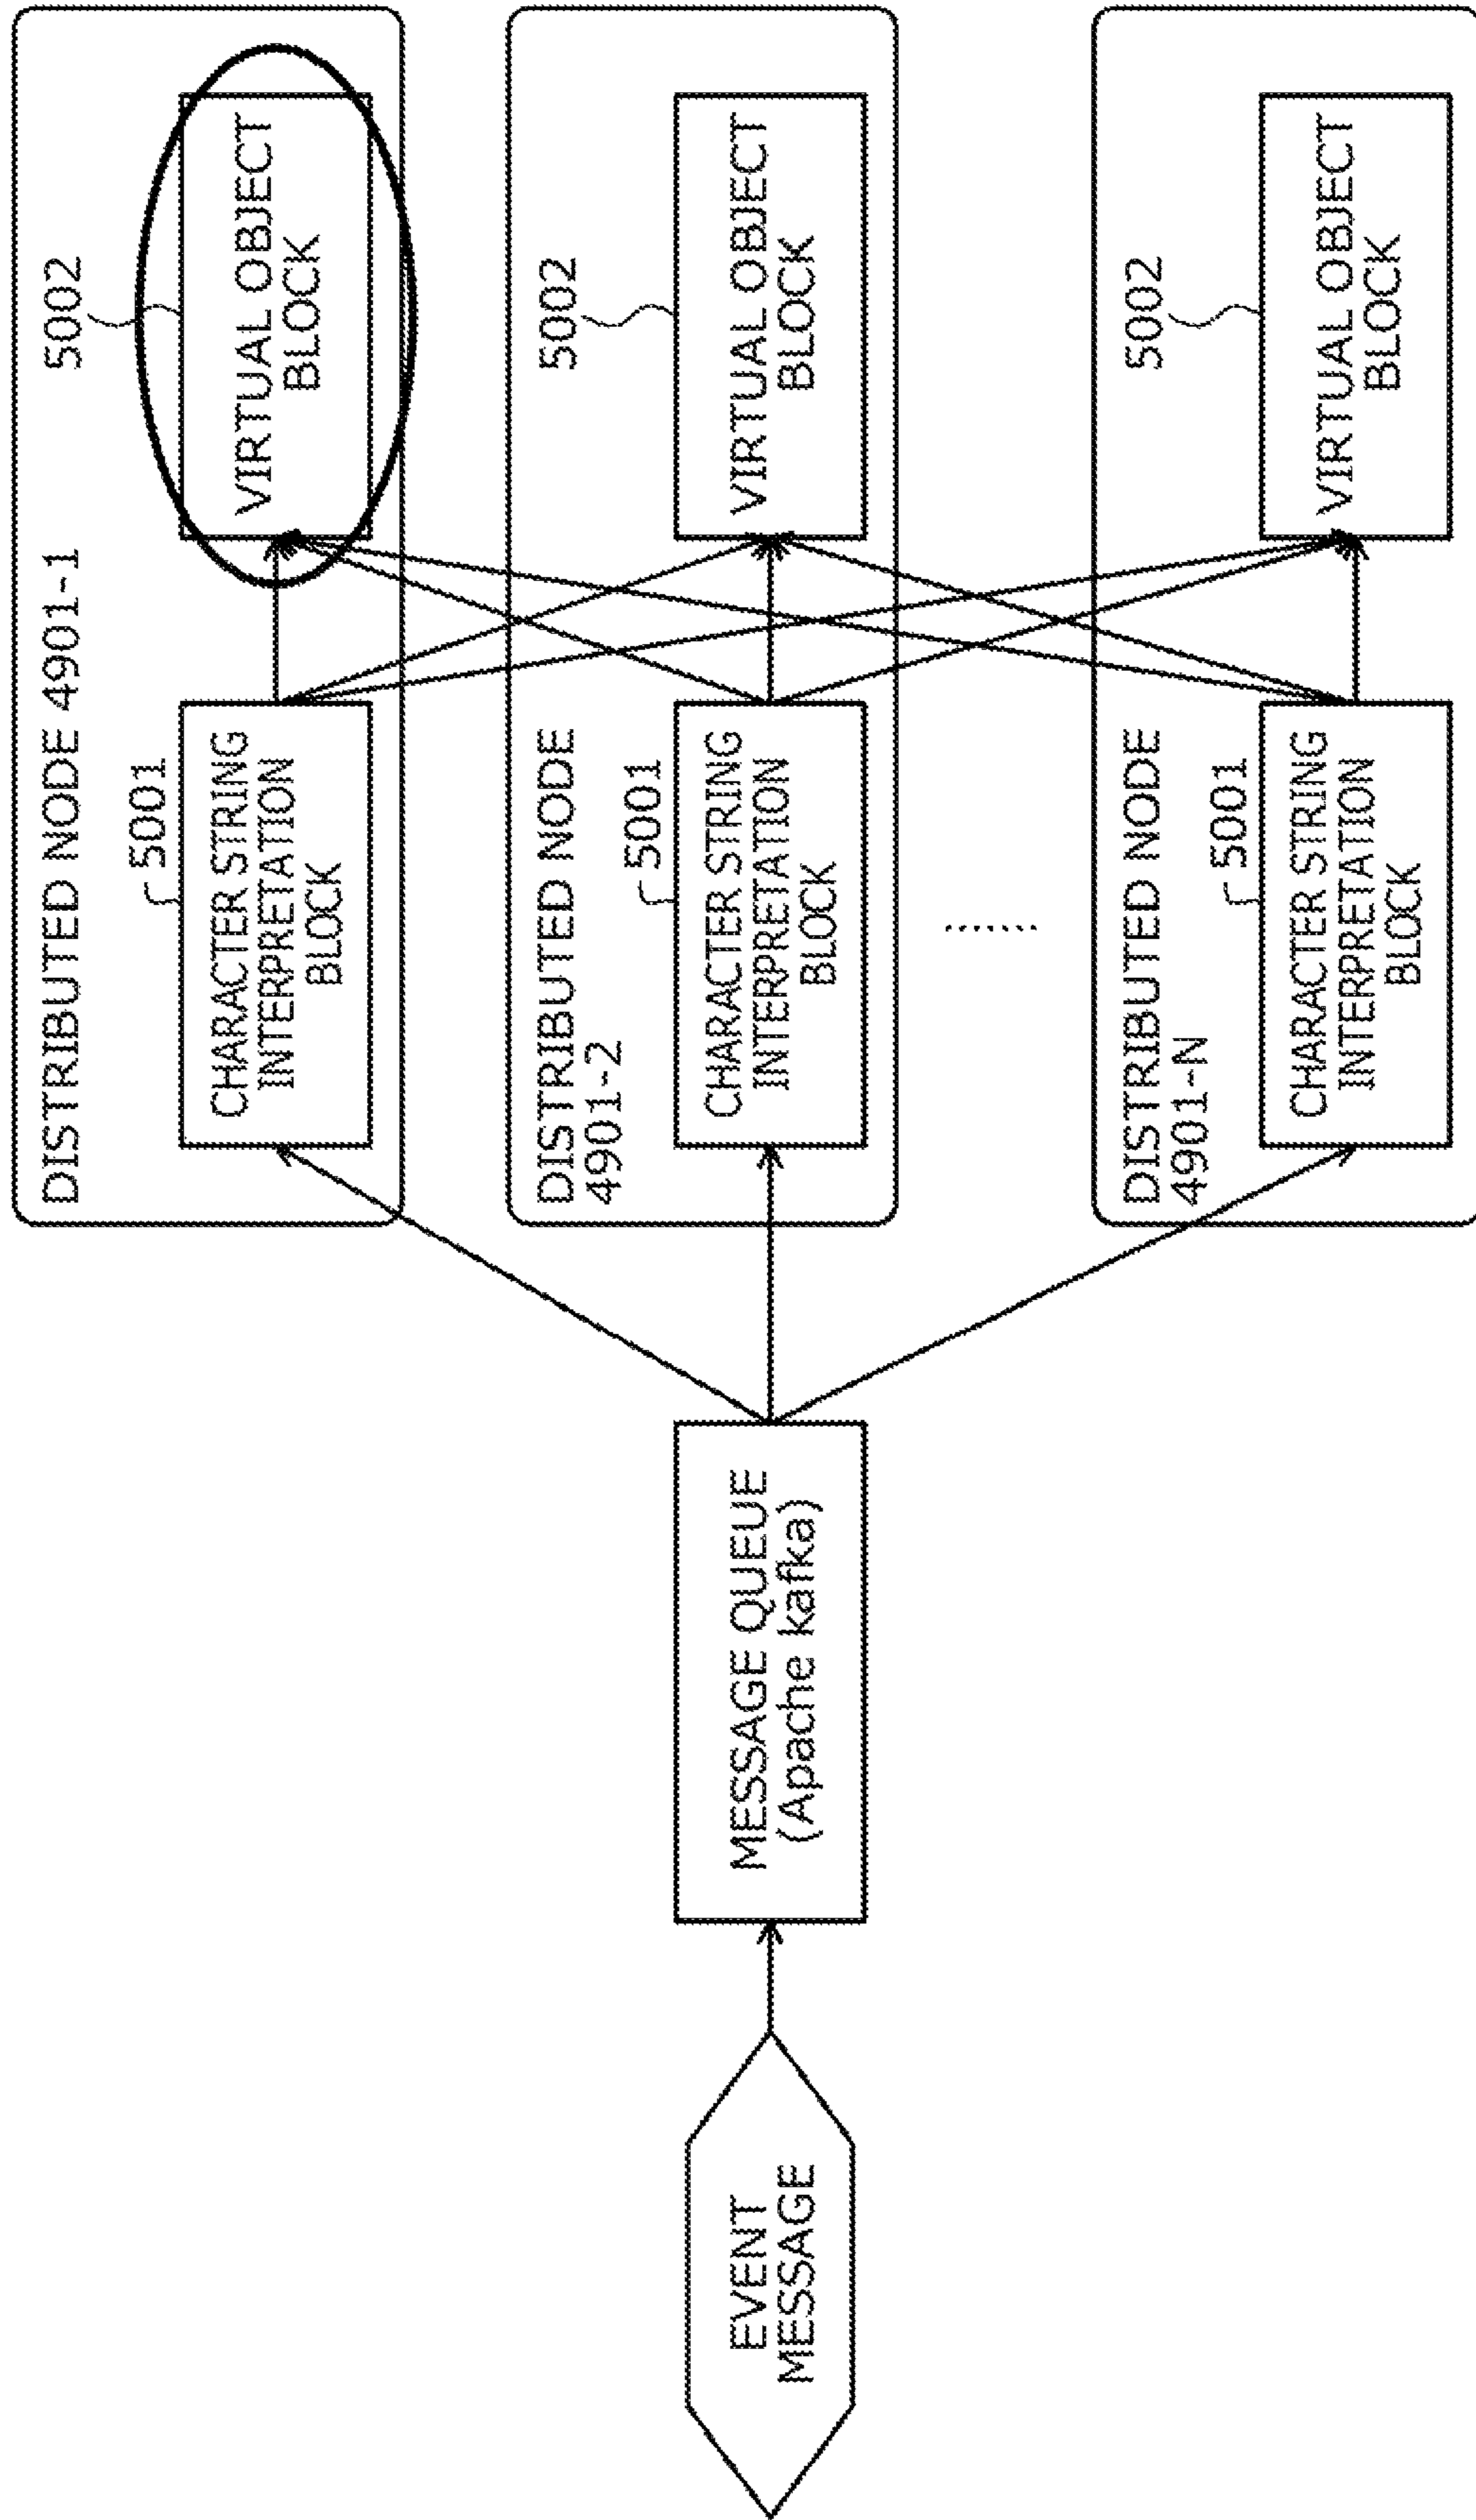 EVENT
MESSAGE
MESSAGE QUEUE
(Apache kafka)
DISTRIBUTED NODE 4901-1
5001
CHARACTER STRING
INTERPRETATION
BLOCK
5002
VIRTUAL OBJECT
BLOCK
DISTRIBUTED NODE
4901-2
5001
CHARACTER STRING
INTERPRETATION
BLOCK
5002
VIRTUAL OBJECT
BLOCK
......
DISTRIBUTED NODE
4901-N
5001
CHARACTER STRING
INTERPRETATION
BLOCK
5002
VIRTUAL OBJECT
BLOCK